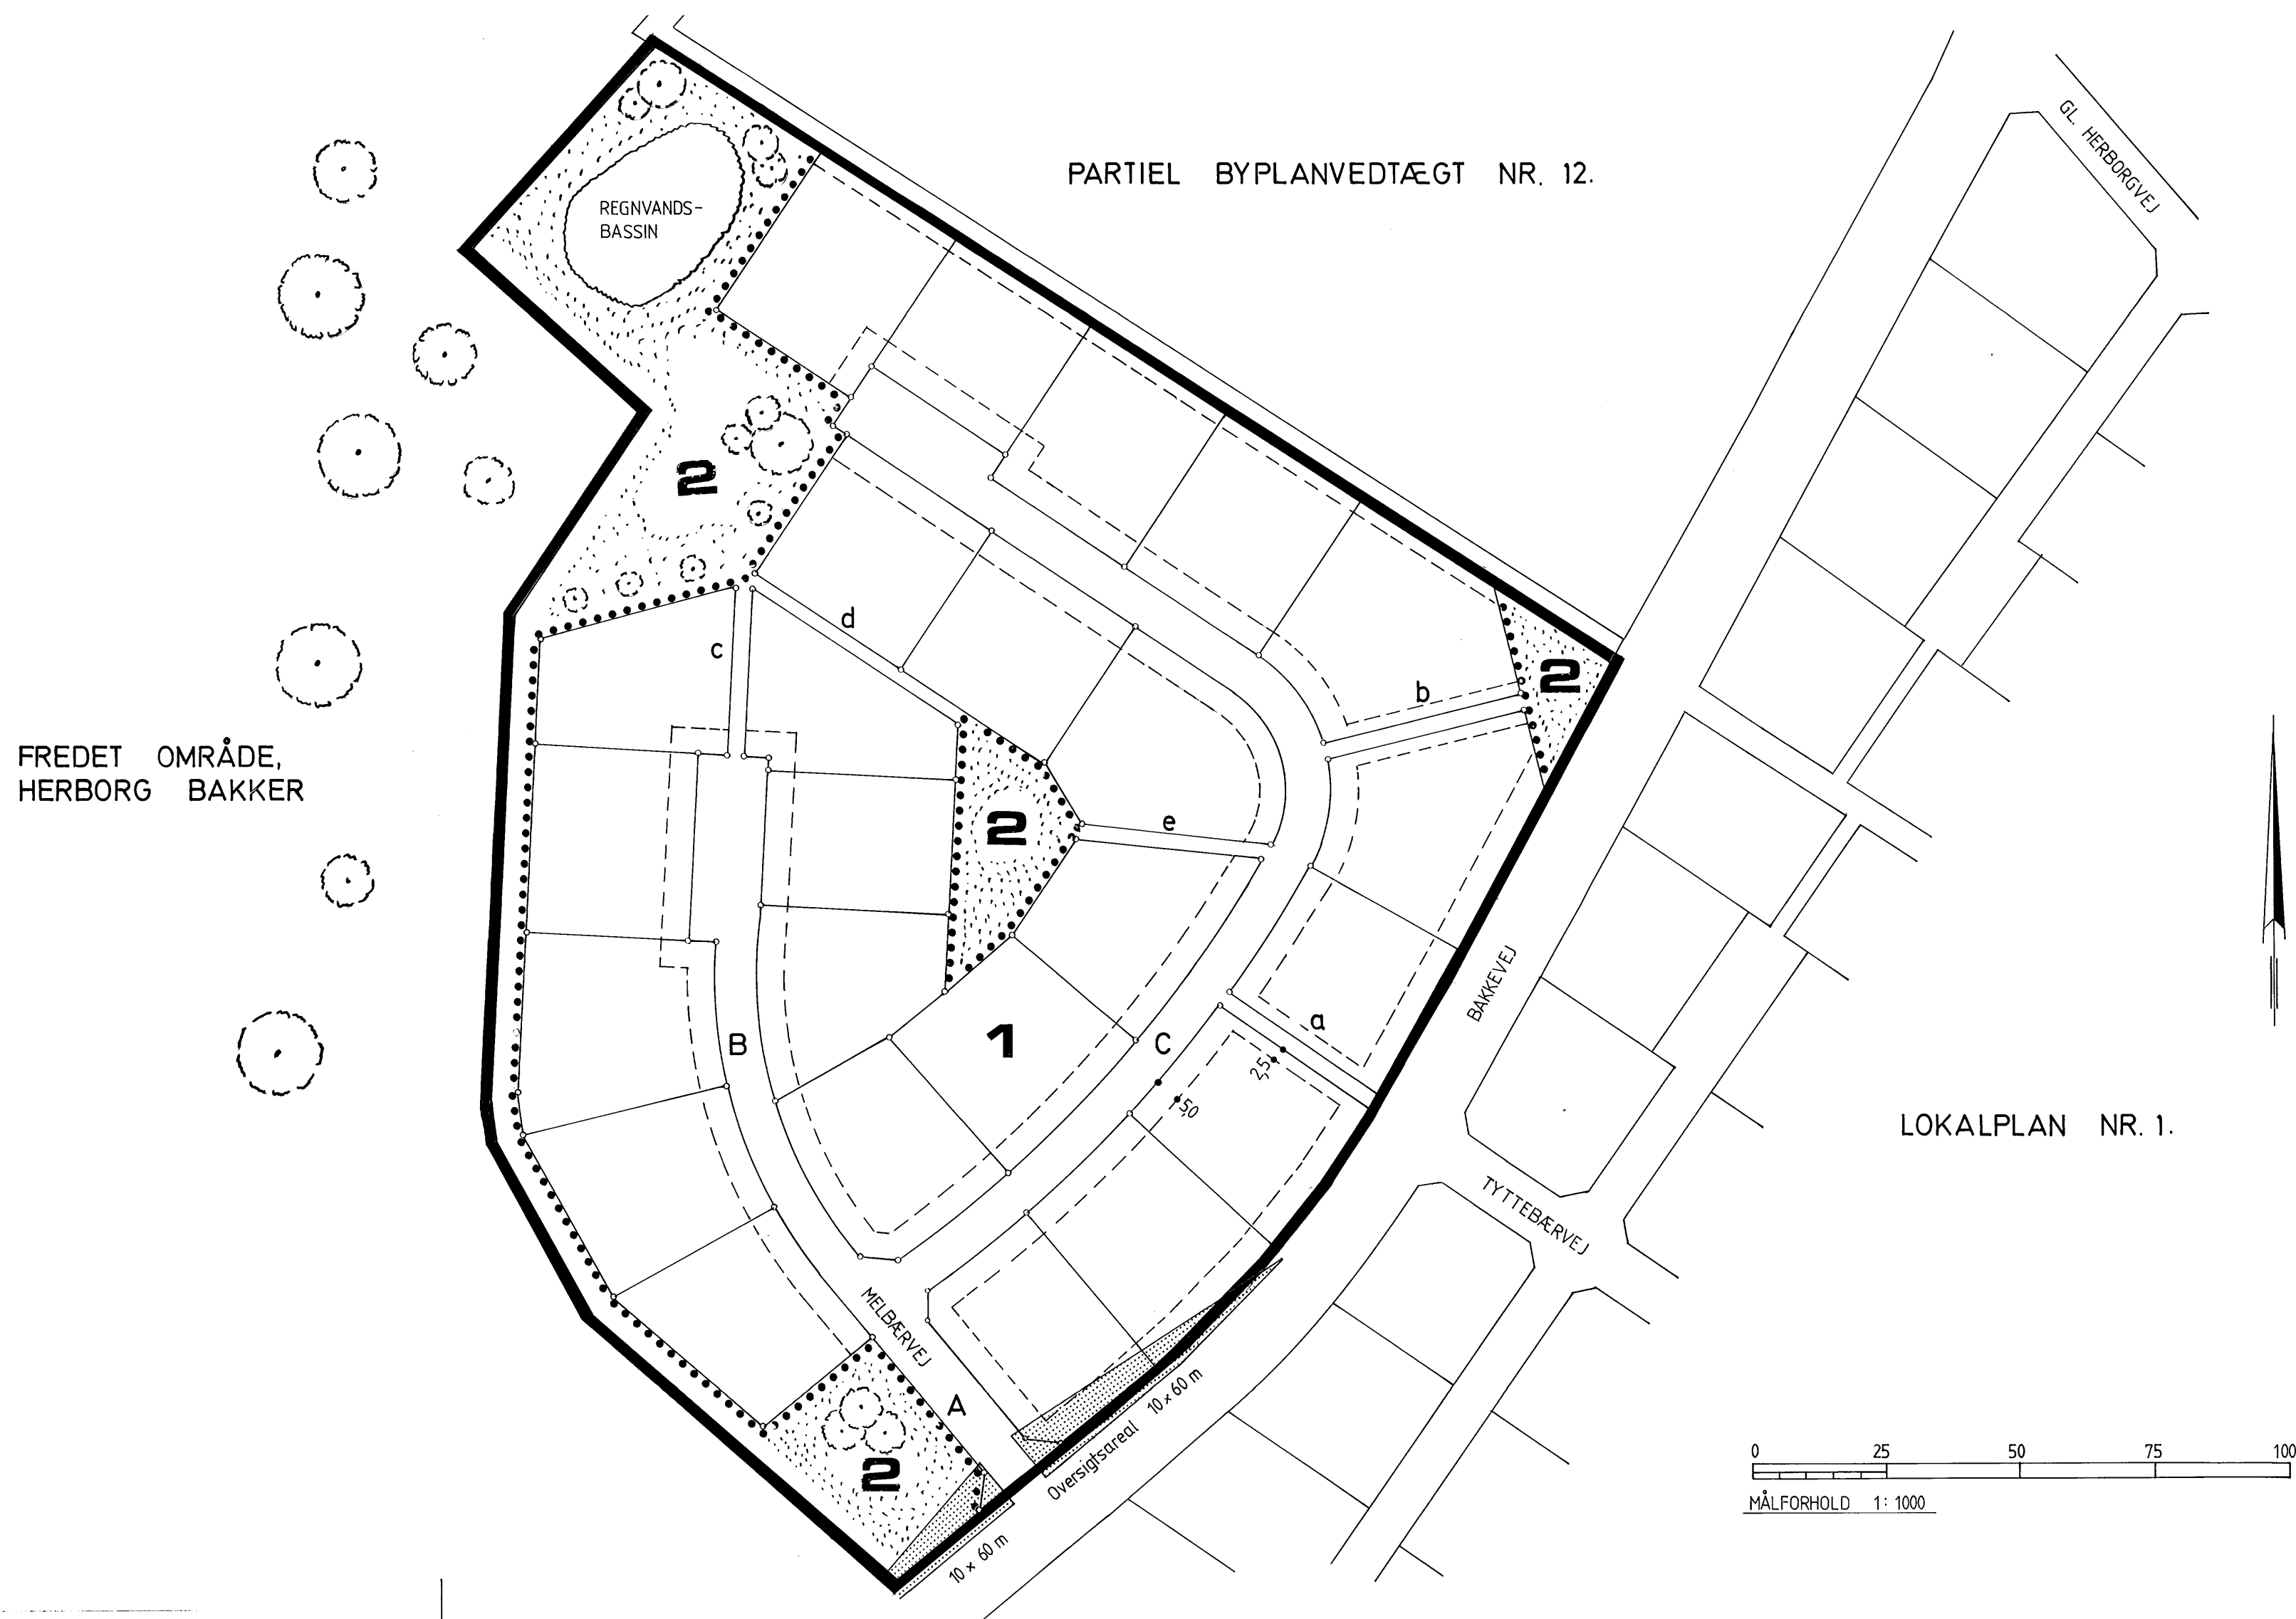 GL. HERBORGVEJ
PARTIEL BYPLANVEDTÆGT NR. 12.
REGNVANDS-
BASSIN
2
d
c
2
b
FREDET OMRÅDE,
HERBORG BAKKER
2
e
BAKKEVEJ
a
1
B
C
2,5
5,0
LOKALPLAN NR. 1.
TYTTEBÆRVEJ
MELBÆRVEJ
A
Oversigtsareal 10 x 60 m
2
10 x 60 m
0 25 50 75 100
MÅLFORHOLD 1: 1000